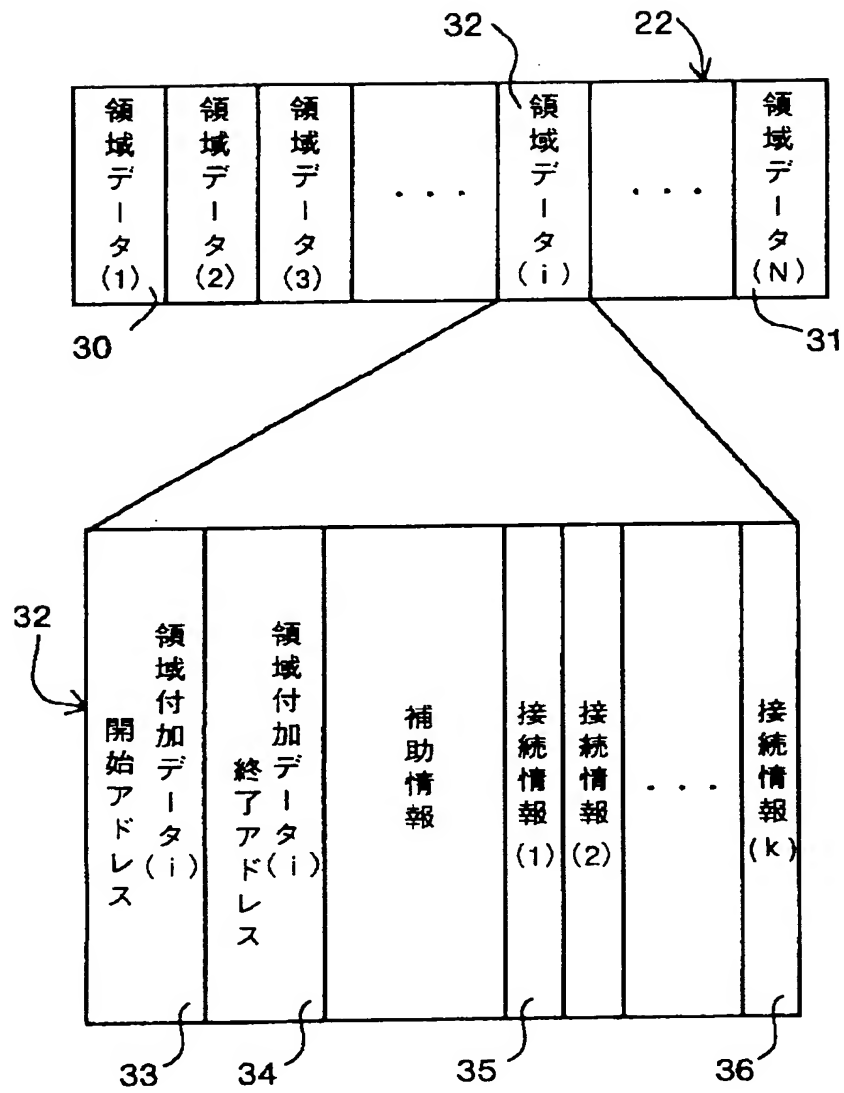 32
22
領域データ(1)
領域データ(2)
領域データ(3)
・・・
領域データ(i)
・・・
領域データ(N)
30
31
32
領域付加データ(i)
開始アドレス
領域付加データ(i)
終了アドレス
補助情報
接続情報(1)
接続情報(2)
・・・
接続情報(k)
33
34
35
36